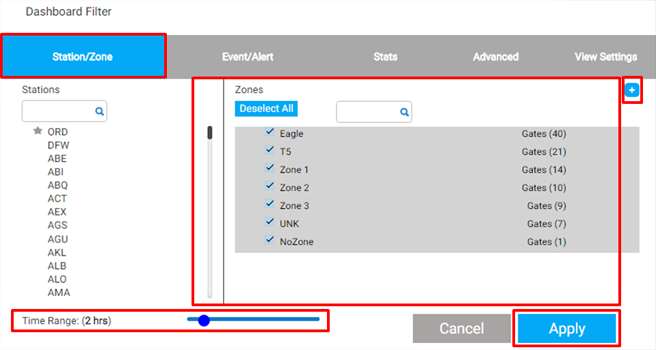 Dashboard Filter
Station/Zone Event/Alert Stats Advanced View Settings
Stations
ORD
DFW
ABE
ABI
ABQ
ACT
AEX
AGS
AGU
AKL
ALB
ALO
AMA
Zones
Deselect All
Eagle Gates (40)
T5 Gates (21)
Zone 1 Gates (14)
Zone 2 Gates (10)
Zone 3 Gates (9)
UNK Gates (7)
NoZone Gates (1)
Time Range: (2 hrs)
Cancel Apply